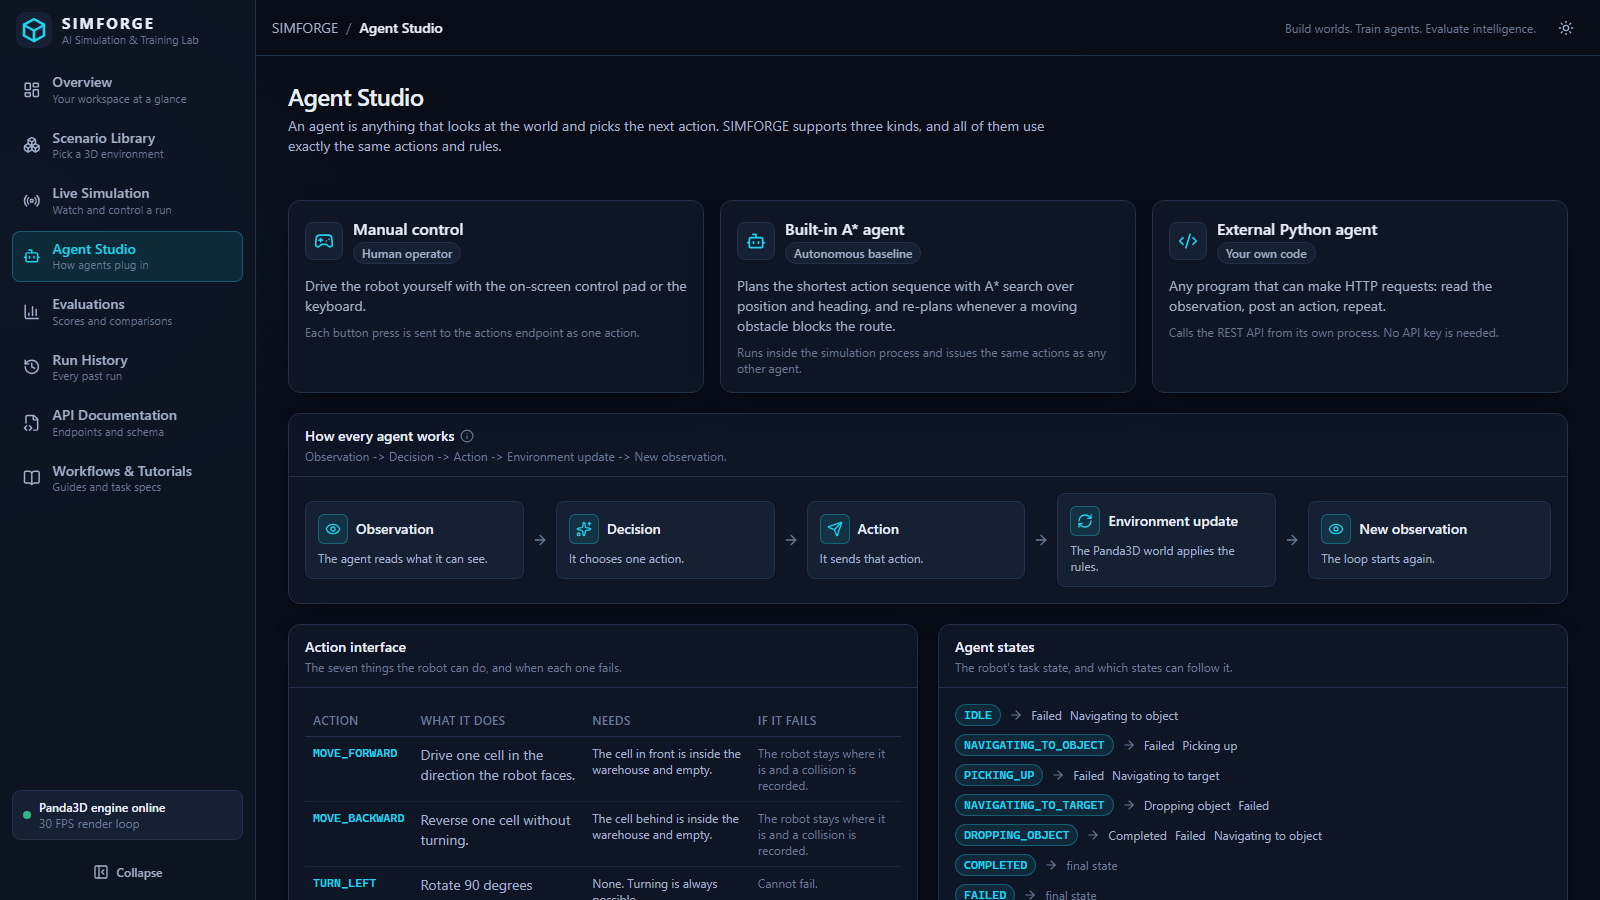 SIMFORGE
AI Simulation & Training Lab
Overview
Your workspace at a glance
Scenario Library
Pick a 3D environment
Live Simulation
Watch and control a run
Agent Studio
How agents plug in
Evaluations
Scores and comparisons
Run History
Every past run
API Documentation
Endpoints and schema
Workflows & Tutorials
Guides and task specs
Panda3D engine online
30 FPS render loop
Collapse
SIMFORGE / Agent Studio
Build worlds. Train agents. Evaluate intelligence.
Agent Studio
An agent is anything that looks at the world and picks the next action. SIMFORGE supports three kinds, and all of them use
exactly the same actions and rules.
Manual control
Human operator
Drive the robot yourself with the on-screen control pad or the
keyboard.
Each button press is sent to the actions endpoint as one action.
Built-in A* agent
Autonomous baseline
Plans the shortest action sequence with A* search over
position and heading, and re-plans whenever a moving
obstacle blocks the route.
Runs inside the simulation process and issues the same actions as any
other agent.
External Python agent
Your own code
Any program that can make HTTP requests: read the
observation, post an action, repeat.
Calls the REST API from its own process. No API key is needed.
How every agent works
Observation -> Decision -> Action -> Environment update -> New observation.
Observation
The agent reads what it can see.
Decision
It chooses one action.
Action
It sends that action.
Environment update
The Panda3D world applies the
rules.
New observation
The loop starts again.
Action interface
The seven things the robot can do, and when each one fails.
ACTION WHAT IT DOES NEEDS IF IT FAILS
MOVE_FORWARD
Drive one cell in the
direction the robot faces.
The cell in front is inside the
warehouse and empty.
The robot stays where it
is and a collision is
recorded.
MOVE_BACKWARD
Reverse one cell without
turning.
The cell behind is inside the
warehouse and empty.
The robot stays where it
is and a collision is
recorded.
TURN_LEFT
Rotate 90 degrees
None. Turning is always
possible.
Cannot fail.
Agent states
The robot's task state, and which states can follow it.
IDLE → Failed Navigating to object
NAVIGATING_TO_OBJECT → Failed Picking up
PICKING_UP → Failed Navigating to target
NAVIGATING_TO_TARGET → Dropping object Failed
DROPPING_OBJECT → Completed Failed Navigating to object
COMPLETED → final state
FAILED → final state